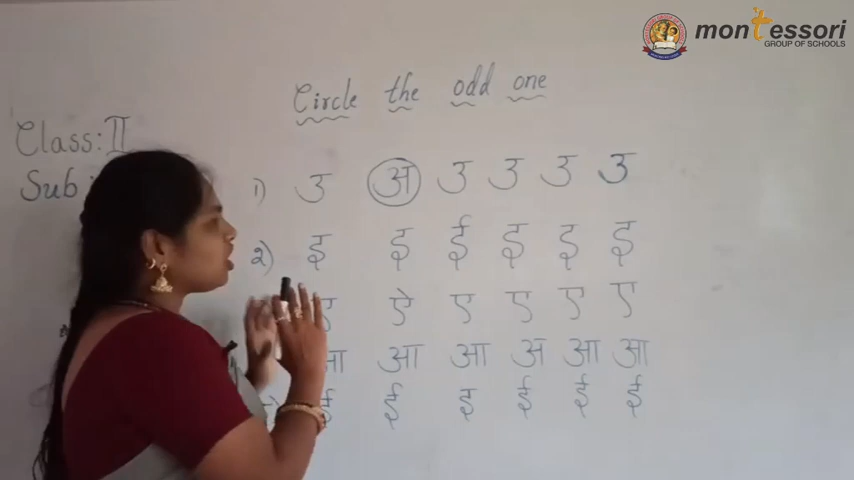 montessori
GROUP OF SCHOOLS
Circle the odd one
Class: II
Sub:
1) उ अ उ उ उ उ
2) इ इ ई इ इ इ
ए ऐ ए ए ए ए
आ आ आ अ आ आ
ई ई इ ई ई ई